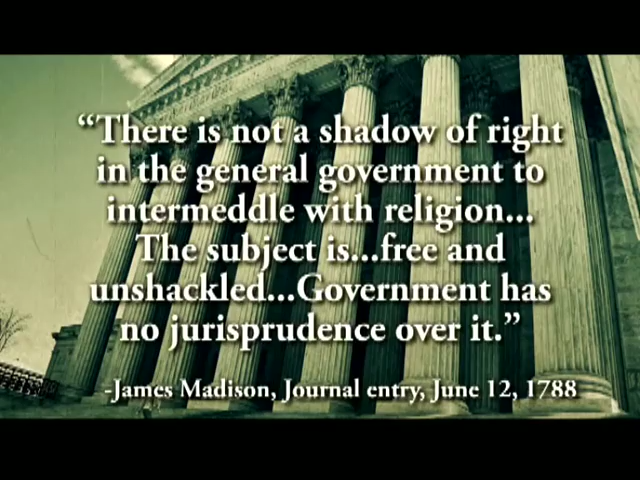 “There is not a shadow of right
in the general government to
intermeddle with religion...
The subject is...free and
unshackled...Government has
no jurisprudence over it.”
-James Madison, Journal entry, June 12, 1788